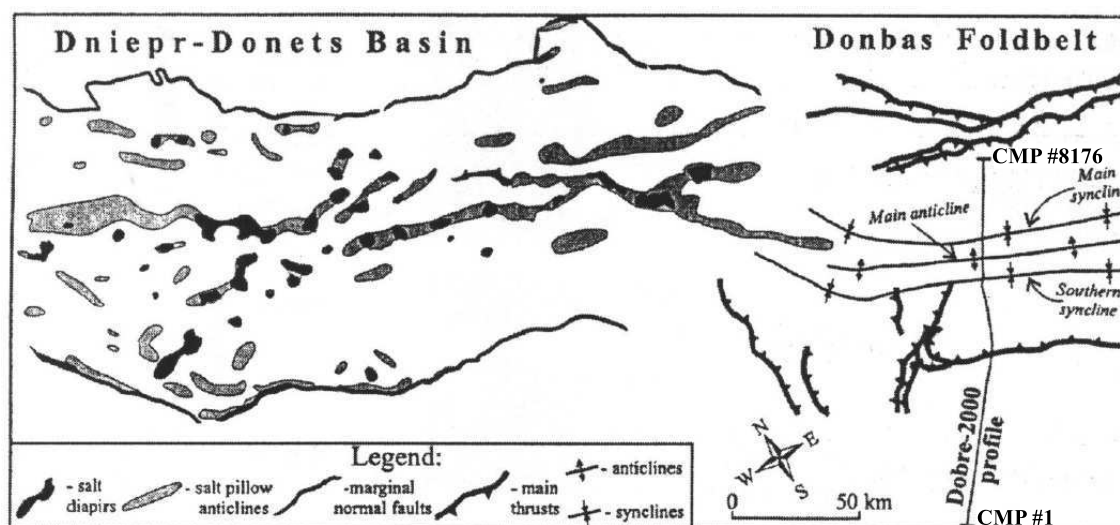 Dniepr-Donets Basin
Donbas Foldbelt
CMP #8176
Main
synclin
Main anticline
Southern
syncline
Dobre-2000
profile
N
E
W
S
0
50 km
CMP #1
Legend:
- salt
diapirs
- salt pillow
anticlines
-marginal
normal faults
- main
thrusts
- anticlines
- synclines